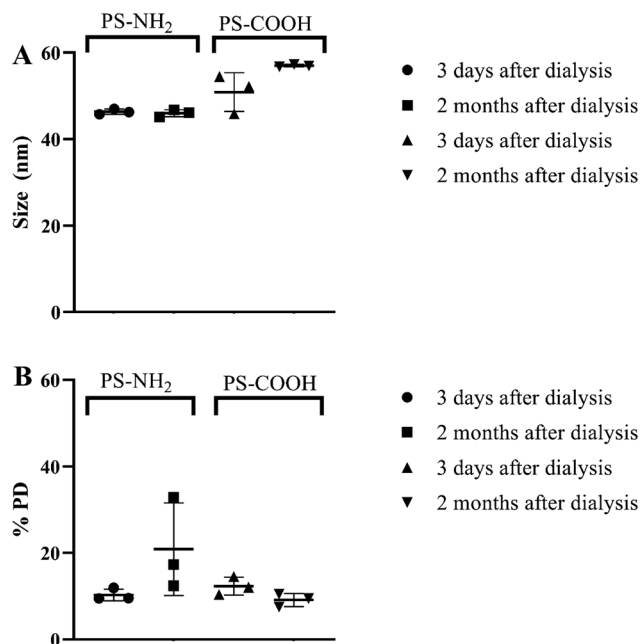 PS-NH₂ PS-COOH
A
60
40
20
0
Size (nm)
● 3 days after dialysis
■ 2 months after dialysis
▲ 3 days after dialysis
▼ 2 months after dialysis
B
PS-NH₂ PS-COOH
60
40
20
0
% PD
● 3 days after dialysis
■ 2 months after dialysis
▲ 3 days after dialysis
▼ 2 months after dialysis